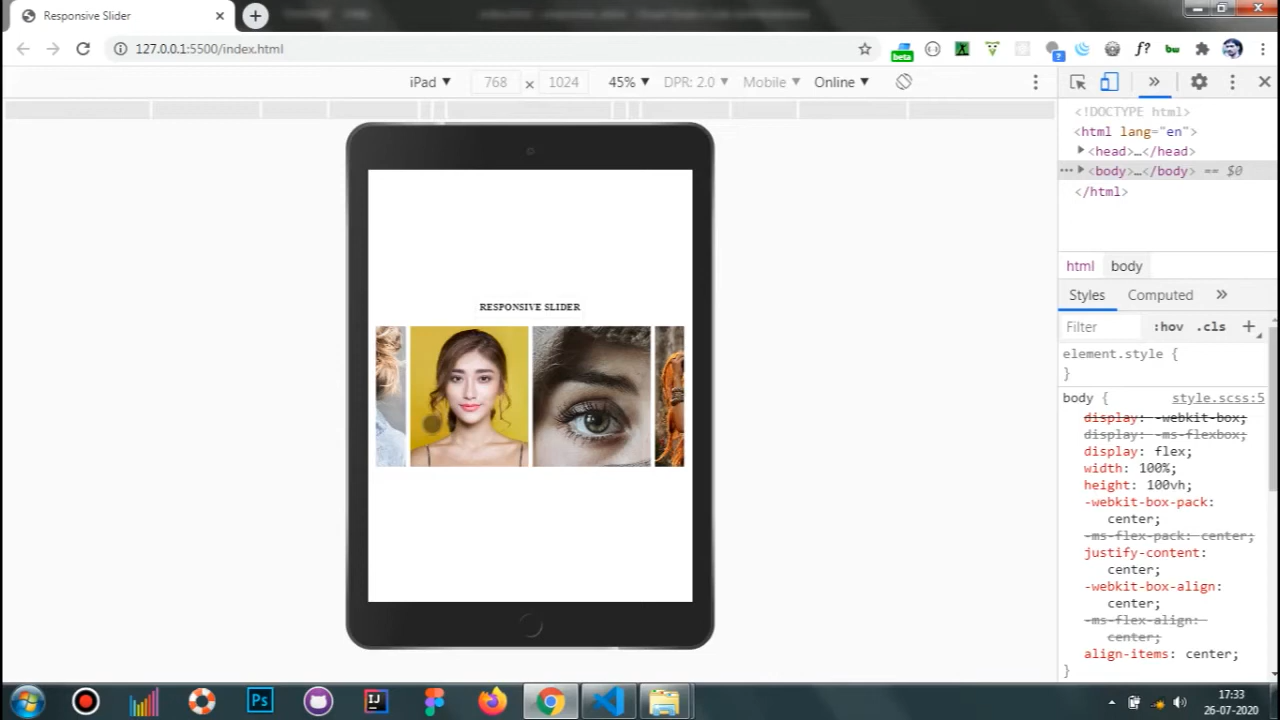 Responsive Slider
127.0.0.1:5500/index.html
beta
f?
bw
?
iPad ▼ 768 × 1024 45% ▼ DPR: 2.0 ▼ Mobile ▼ Online ▼
<!DOCTYPE html>
<html lang="en">
<head>…</head>
<body>…</body> == $0
</html>
html body
Styles Computed »
Filter :hov .cls +
element.style {
}
body { style.scss:5
display: -webkit-box;
display: -ms-flexbox;
display: flex;
width: 100%;
height: 100vh;
-webkit-box-pack:
center;
-ms-flex-pack: center;
justify-content:
center;
-webkit-box-align:
center;
-ms-flex-align:
center;
align-items: center;
}
RESPONSIVE SLIDER
Ps
IJ
17:33
26-07-2020